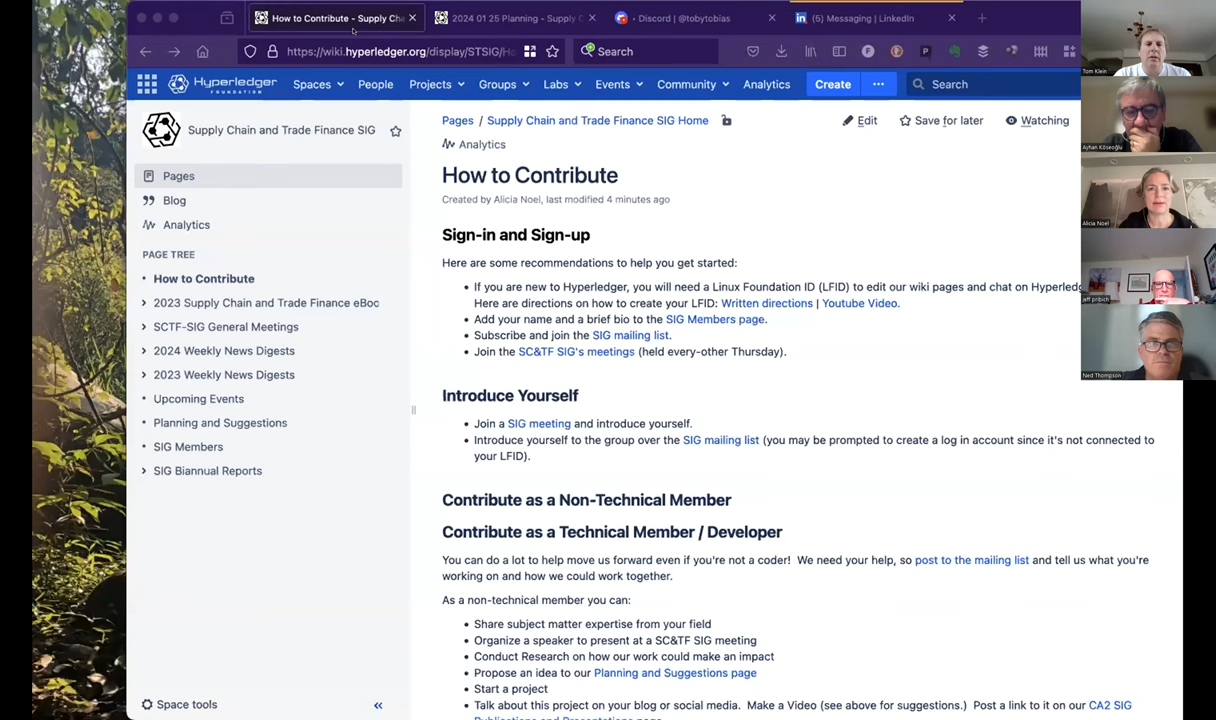 How to Contribute - Supply Cha
2024 01 25 Planning - Supply C
• Discord | @tobytobias
(5) Messaging | LinkedIn
https://wiki.hyperledger.org/display/STSIG/Ho
Search
HYPERLEDGER
FOUNDATION
Spaces
People
Projects
Groups
Labs
Events
Community
Analytics
Create
Search
Tom Klein
Ayhan Köseoğlu
Alicia Noel
jeff pribich
Ned Thompson
Supply Chain and Trade Finance SIG
Pages
Blog
Analytics
PAGE TREE
How to Contribute
2023 Supply Chain and Trade Finance eBoc
SCTF-SIG General Meetings
2024 Weekly News Digests
2023 Weekly News Digests
Upcoming Events
Planning and Suggestions
SIG Members
SIG Biannual Reports
Space tools
Pages / Supply Chain and Trade Finance SIG Home
Edit
Save for later
Watching
Analytics
How to Contribute
Created by Alicia Noel, last modified 4 minutes ago
Sign-in and Sign-up
Here are some recommendations to help you get started:
• If you are new to Hyperledger, you will need a Linux Foundation ID (LFID) to edit our wiki pages and chat on Hyperledg
Here are directions on how to create your LFID: Written directions | Youtube Video.
• Add your name and a brief bio to the SIG Members page.
• Subscribe and join the SIG mailing list.
• Join the SC&TF SIG's meetings (held every-other Thursday).
Introduce Yourself
• Join a SIG meeting and introduce yourself.
• Introduce yourself to the group over the SIG mailing list (you may be prompted to create a log in account since it's not connected to
your LFID).
Contribute as a Non-Technical Member
Contribute as a Technical Member / Developer
You can do a lot to help move us forward even if you're not a coder! We need your help, so post to the mailing list and tell us what you're
working on and how we could work together.
As a non-technical member you can:
• Share subject matter expertise from your field
• Organize a speaker to present at a SC&TF SIG meeting
• Conduct Research on how our work could make an impact
• Propose an idea to our Planning and Suggestions page
• Start a project
• Talk about this project on your blog or social media. Make a Video (see above for suggestions.) Post a link to it on our CA2 SIG
Publications and Presentations page